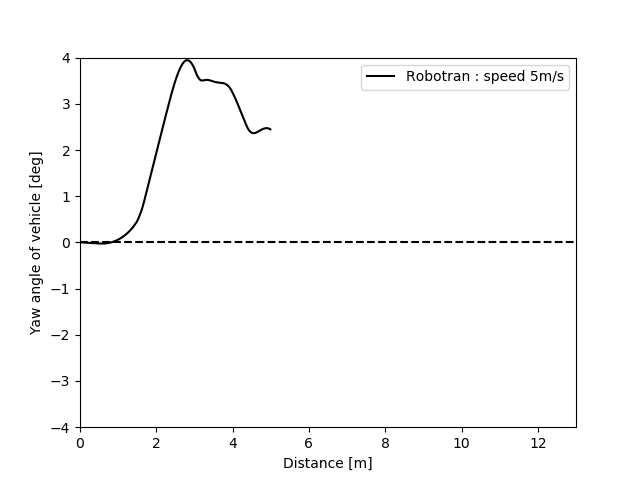 Robotran : speed 5m/s
4
3
2
1
0
−1
−2
−3
−4
Yaw angle of vehicle [deg]
0 2 4 6 8 10 12
Distance [m]